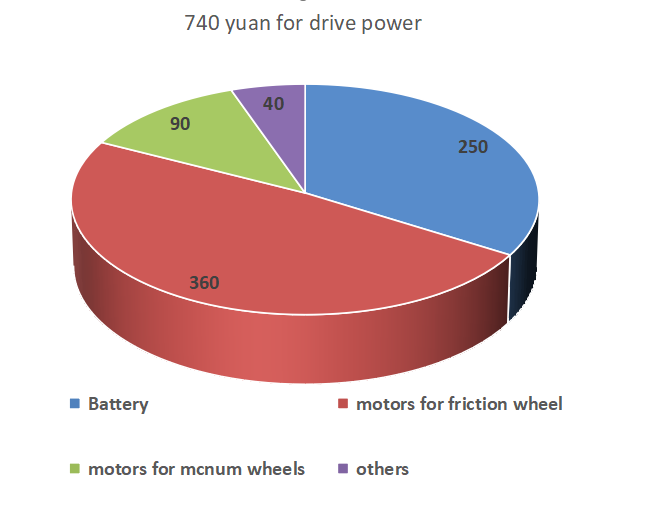 740 yuan for drive power
40
90
250
360
Battery
motors for friction wheel
motors for mcnum wheels
others